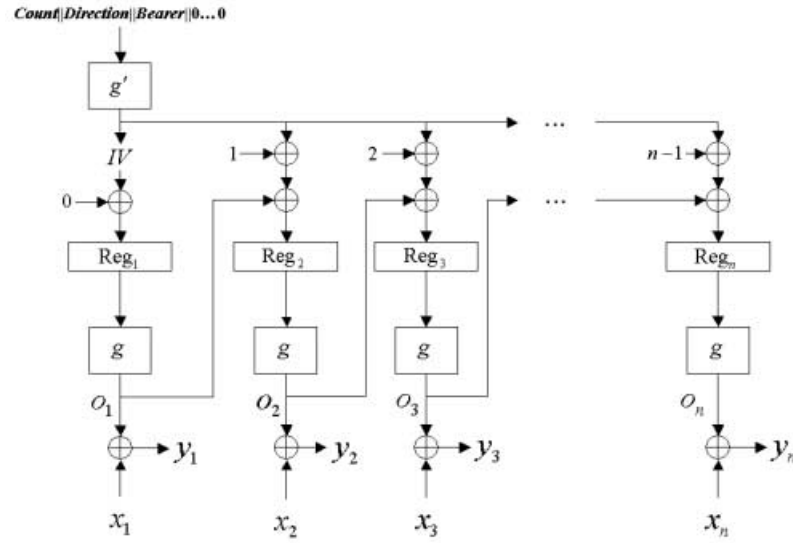 Count||Direction||Bearer||0…0
g′
IV
0
1
2
n−1
...
...
Reg₁
Reg₂
Reg₃
Regₙ
g
g
g
g
O₁
O₂
O₃
Oₙ
y₁
y₂
y₃
yₙ
x₁
x₂
x₃
xₙ